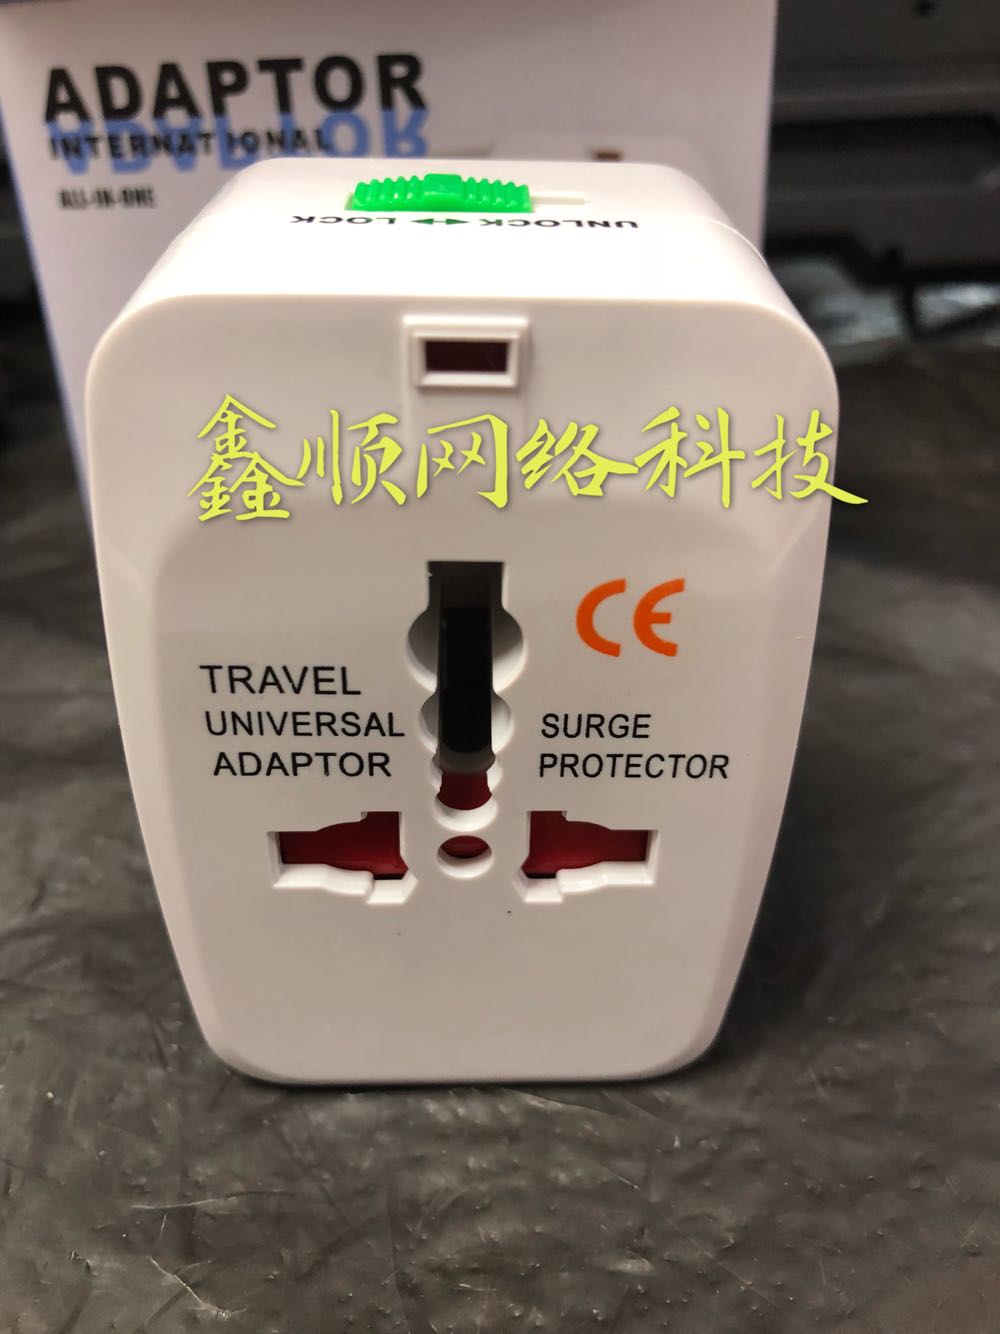 ADAPTOR
INTERNATIONAL
ALL-IN-ONE
UNLOCK LOCK
鑫顺网络科技
CE
TRAVEL
UNIVERSAL
ADAPTOR
SURGE
PROTECTOR